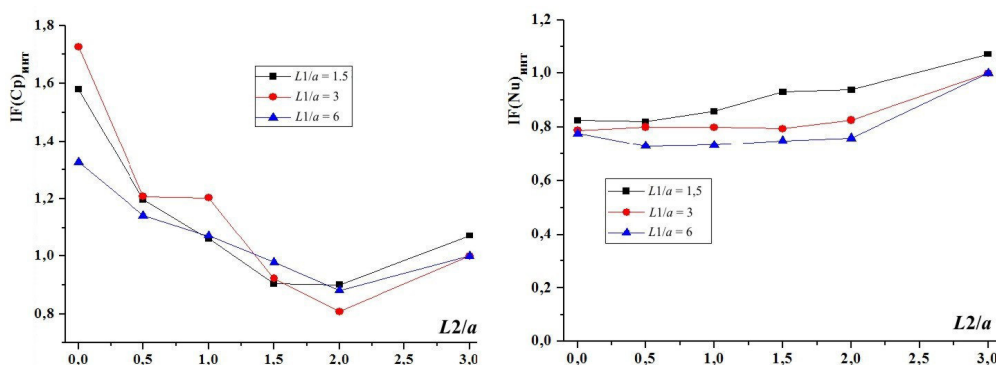 IF(Cp)инт
1,8
1,6
1,4
1,2
1,0
0,8
L1/a = 1.5
L1/a = 3
L1/a = 6
L2/a
0,0 0,5 1,0 1,5 2,0 2,5 3,0
IF(Nu)инт
1,2
1,0
0,8
0,6
0,4
0,2
0,0
L1/a = 1,5
L1/a = 3
L1/a = 6
L2/a
0,0 0,5 1,0 1,5 2,0 2,5 3,0